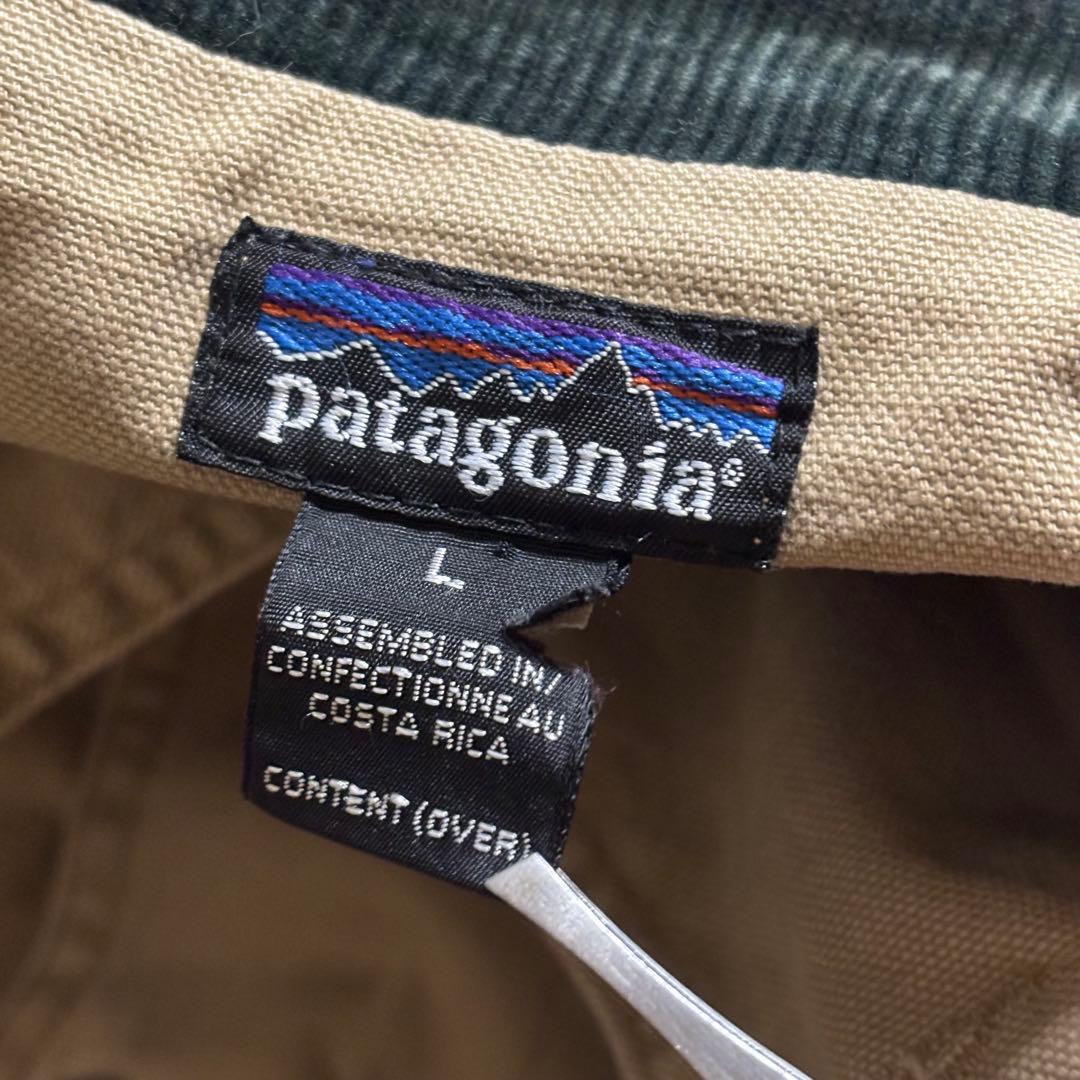 patagonia®
L
ASSEMBLED IN/
CONFECTIONNE AU
COSTA RICA
CONTENT (OVER)